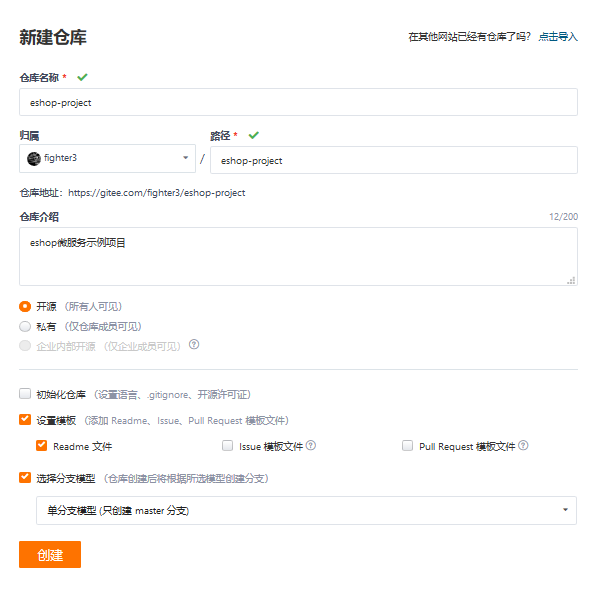 新建仓库
在其他网站已经有仓库了吗? 点击导入
仓库名称 *
eshop-project
归属 路径 *
fighter3 / eshop-project
仓库地址: https://gitee.com/fighter3/eshop-project
仓库介绍 12/200
eshop微服务示例项目
开源 (所有人可见)
私有 (仅仓库成员可见)
企业内部开源 (仅企业成员可见) ?
初始化仓库 (设置语言、.gitignore、开源许可证)
设置模板 (添加 Readme、Issue、Pull Request 模板文件)
Readme 文件 Issue 模板文件 ? Pull Request 模板文件 ?
选择分支模型 (仓库创建后将根据所选模型创建分支)
单分支模型 (只创建 master 分支)
创建